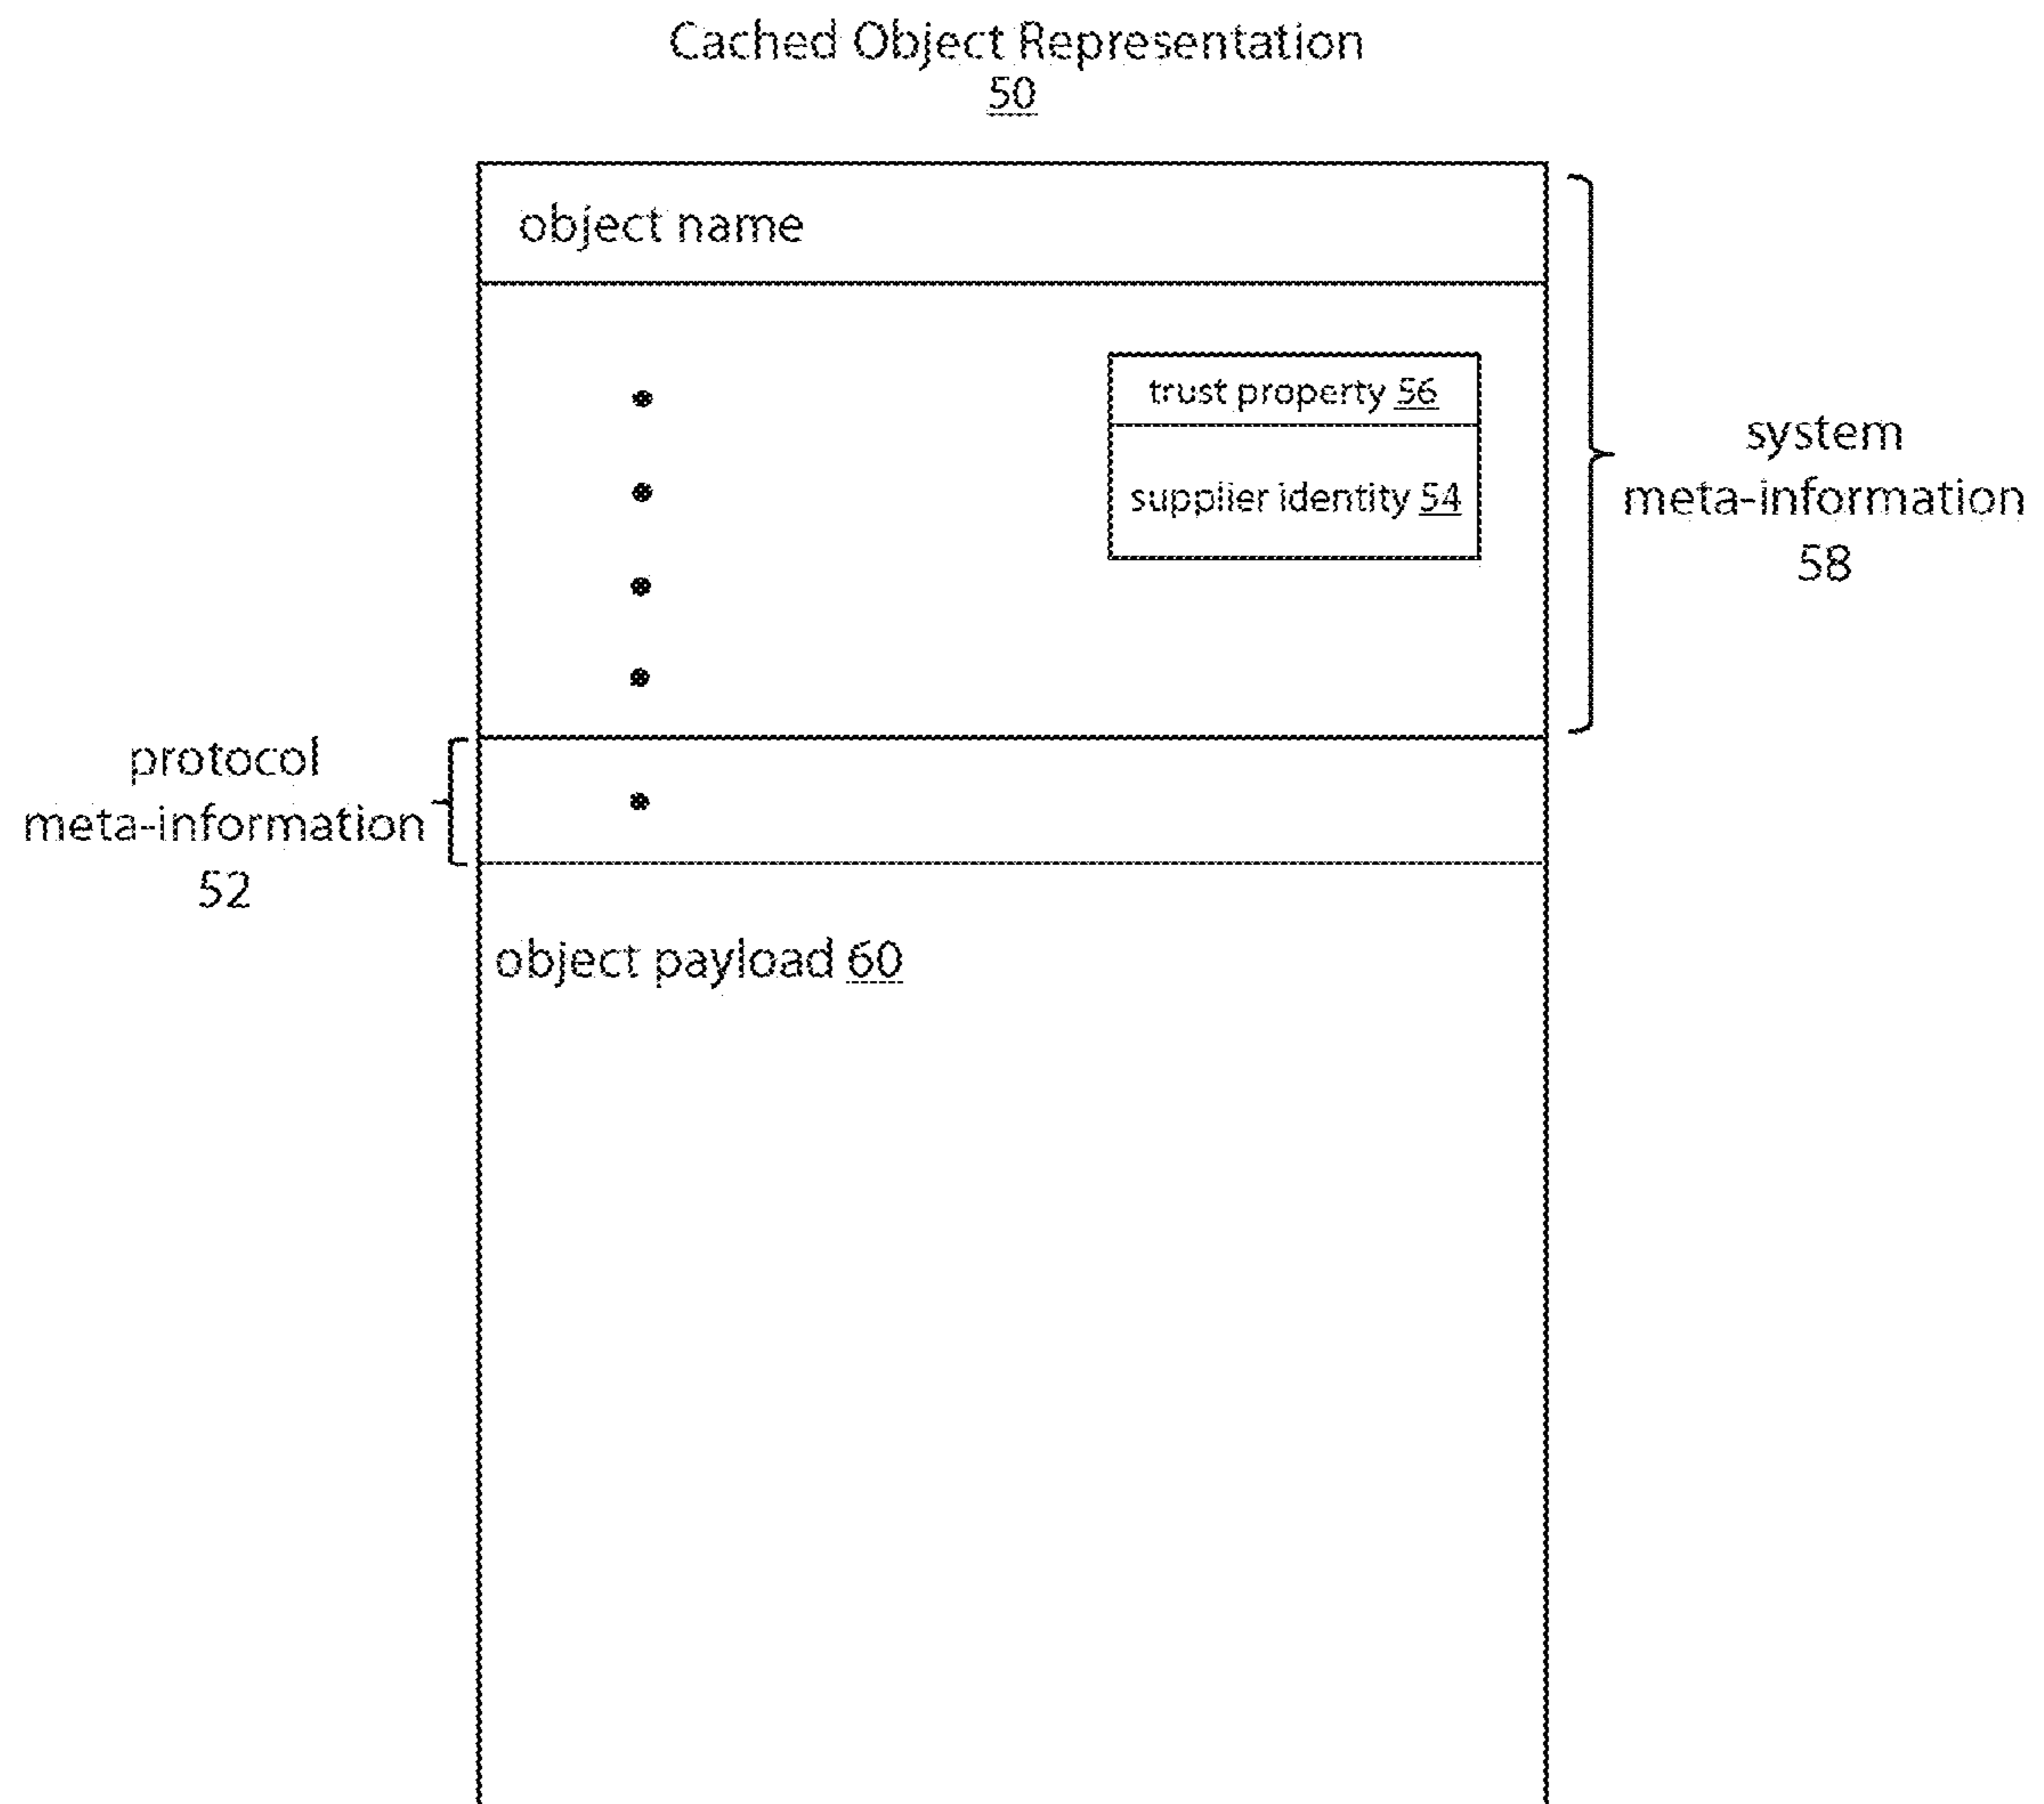 Cached Object Representation
50
object name
trust property 56
supplier identity 54
system
meta-information
58
protocol
meta-information
52
object payload 60